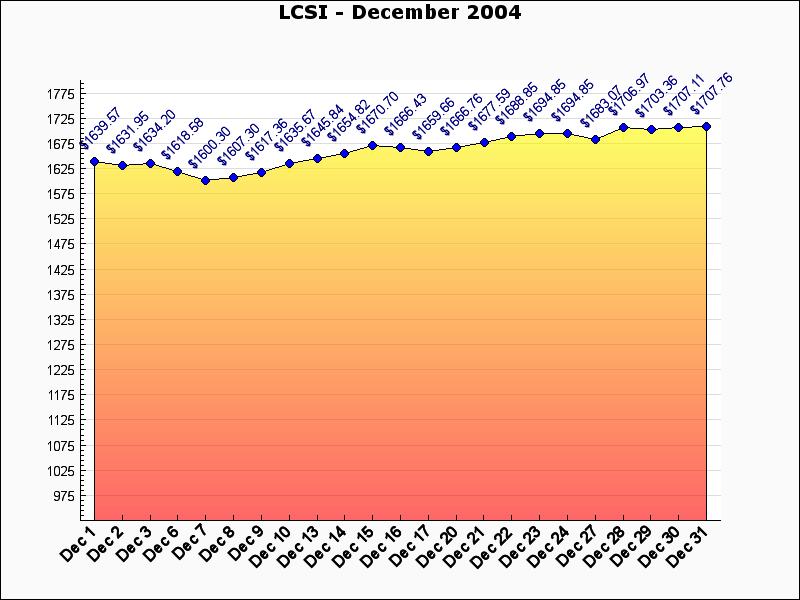 LCSI - December 2004
$1639.57
$1631.95
$1634.20
$1618.58
$1600.30
$1607.30
$1617.36
$1635.67
$1645.84
$1654.82
$1670.70
$1666.43
$1659.66
$1666.76
$1677.59
$1688.85
$1694.85
$1694.85
$1683.07
$1706.97
$1703.36
$1707.11
$1707.76
1775
1725
1675
1625
1575
1525
1475
1425
1375
1325
1275
1225
1175
1125
1075
1025
975
Dec 1
Dec 2
Dec 3
Dec 6
Dec 7
Dec 8
Dec 9
Dec 10
Dec 13
Dec 14
Dec 15
Dec 16
Dec 17
Dec 20
Dec 21
Dec 22
Dec 23
Dec 24
Dec 27
Dec 28
Dec 29
Dec 30
Dec 31